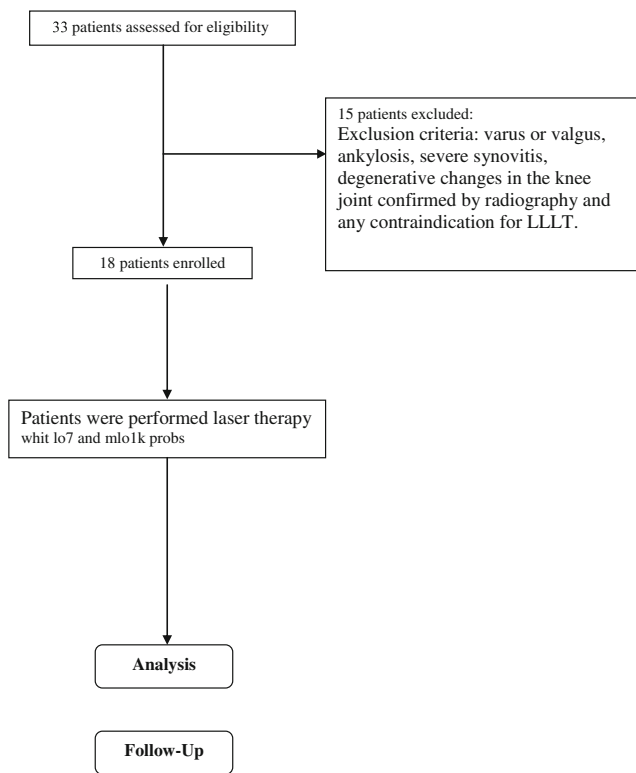 33 patients assessed for eligibility
15 patients excluded:
Exclusion criteria: varus or valgus,
ankylosis, severe synovitis,
degenerative changes in the knee
joint confirmed by radiography and
any contraindication for LLLT.
18 patients enrolled
Patients were performed laser therapy
whit lo7 and mlo1k probs
Analysis
Follow-Up